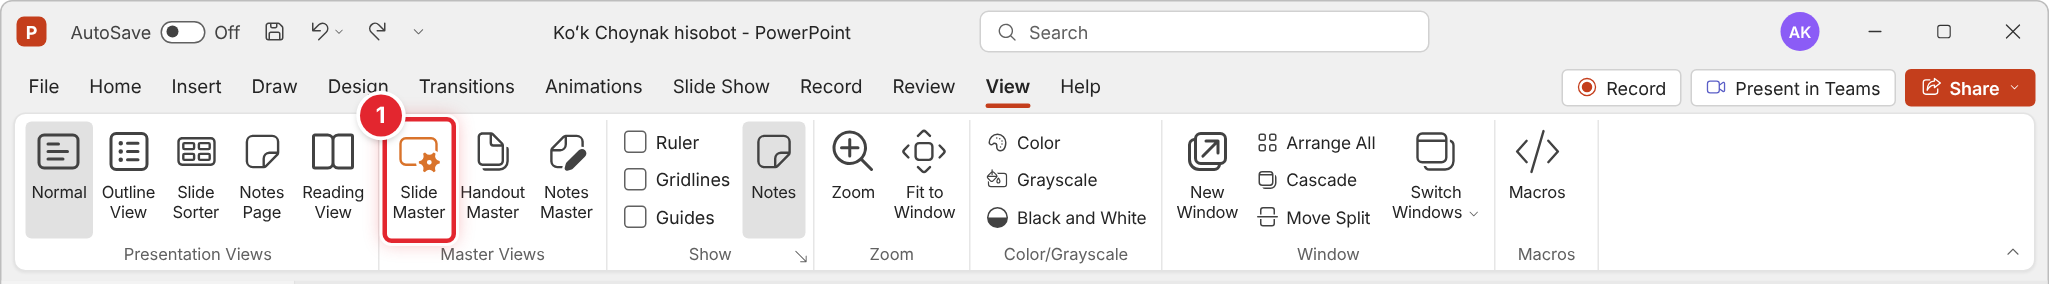 P AutoSave Off Koʻk Choynak hisobot - PowerPoint Search AK
File Home Insert Draw Design Transitions Animations Slide Show Record Review View Help Record Present in Teams Share
1
Normal
Outline
View
Slide
Sorter
Notes
Page
Reading
View
Presentation Views
Slide
Master
Handout
Master
Notes
Master
Master Views
Ruler
Gridlines
Guides
Notes
Show
Zoom
Fit to
Window
Zoom
Color
Grayscale
Black and White
Color/Grayscale
New
Window
Arrange All
Cascade
Move Split
Switch
Windows
Window
Macros
Macros